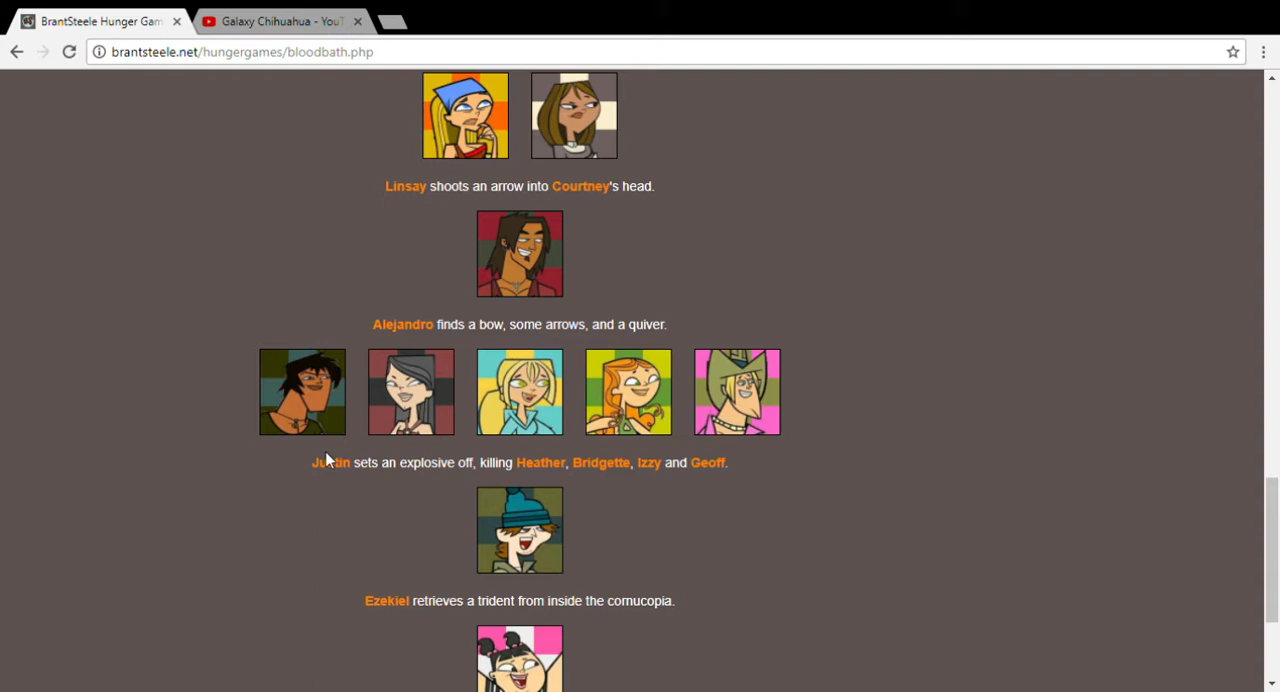 BrantSteele Hunger Gam
Galaxy Chihuahua - YouT
brantsteele.net/hungergames/bloodbath.php
Linsay shoots an arrow into Courtney's head.
Alejandro finds a bow, some arrows, and a quiver.
Justin sets an explosive off, killing Heather, Bridgette, Izzy and Geoff.
Ezekiel retrieves a trident from inside the cornucopia.